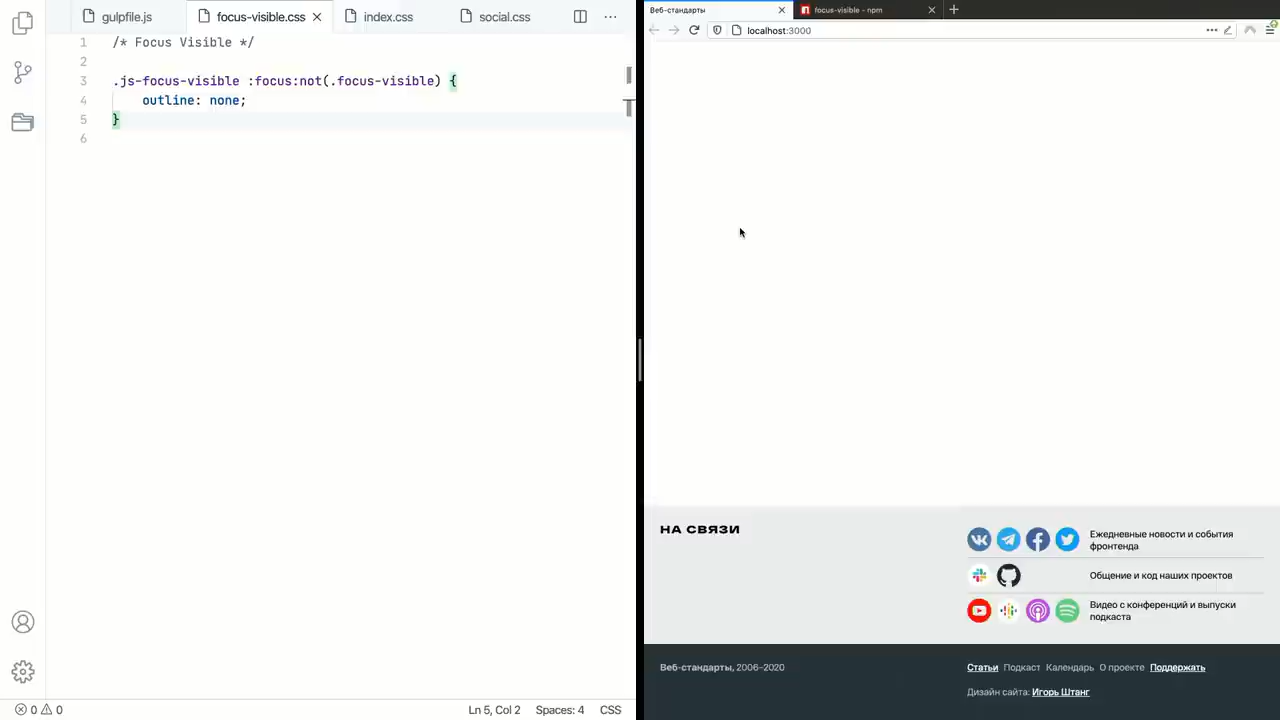 gulpfile.js
focus-visible.css
index.css
social.css
1 /* Focus Visible */
2
3 .js-focus-visible :focus:not(.focus-visible) {
4 outline: none;
5 }
6
0 0
Ln 5, Col 2
Spaces: 4
CSS
Веб-стандарты
focus-visible - npm
localhost:3000
НА СВЯЗИ
Ежедневные новости и события
фронтенда
Общение и код наших проектов
Видео с конференций и выпуски
подкаста
Веб-стандарты, 2006–2020
Статьи Подкаст Календарь О проекте Поддержать
Дизайн сайта: Игорь Штанг